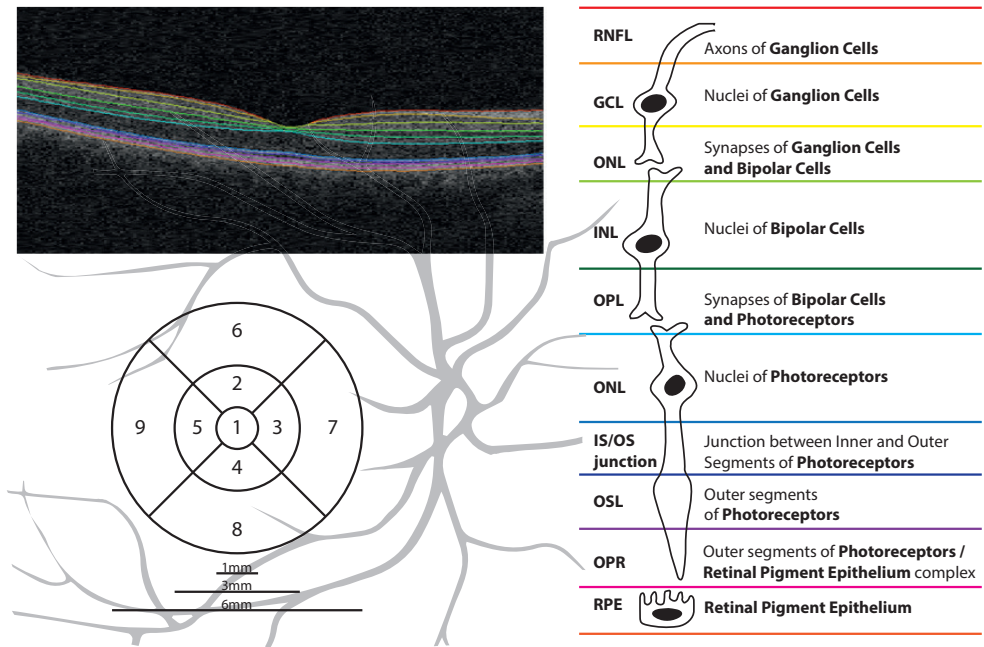 RNFL
Axons of Ganglion Cells
GCL
Nuclei of Ganglion Cells
ONL
Synapses of Ganglion Cells
and Bipolar Cells
INL
Nuclei of Bipolar Cells
OPL
Synapses of Bipolar Cells
and Photoreceptors
ONL
Nuclei of Photoreceptors
IS/OS
junction
Junction between Inner and Outer
Segments of Photoreceptors
OSL
Outer segments
of Photoreceptors
OPR
Outer segments of Photoreceptors /
Retinal Pigment Epithelium complex
RPE
Retinal Pigment Epithelium
6
2
9 5 1 3 7
4
8
1mm
3mm
6mm